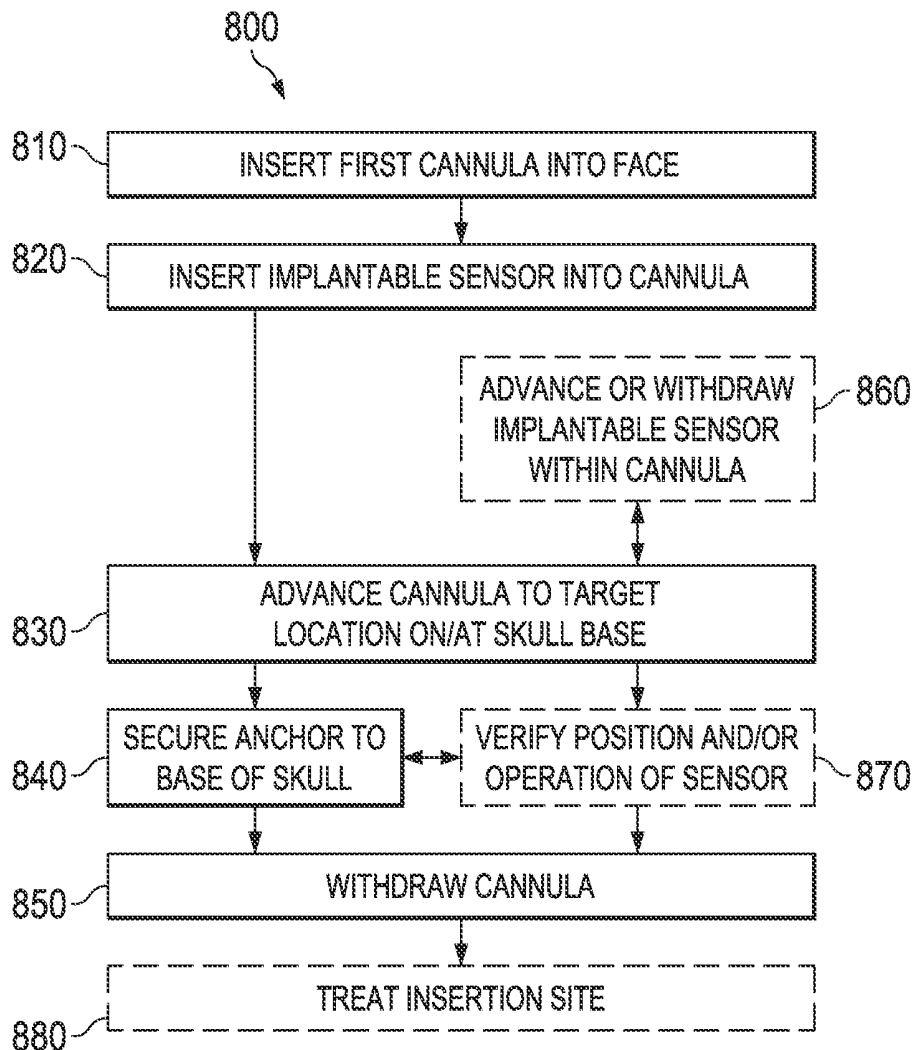 800
810
INSERT FIRST CANNULA INTO FACE
820
INSERT IMPLANTABLE SENSOR INTO CANNULA
ADVANCE OR WITHDRAW
IMPLANTABLE SENSOR
WITHIN CANNULA
860
ADVANCE CANNULA TO TARGET
LOCATION ON/AT SKULL BASE
830
SECURE ANCHOR TO
BASE OF SKULL
840
VERIFY POSITION AND/OR
OPERATION OF SENSOR
870
WITHDRAW CANNULA
850
TREAT INSERTION SITE
880